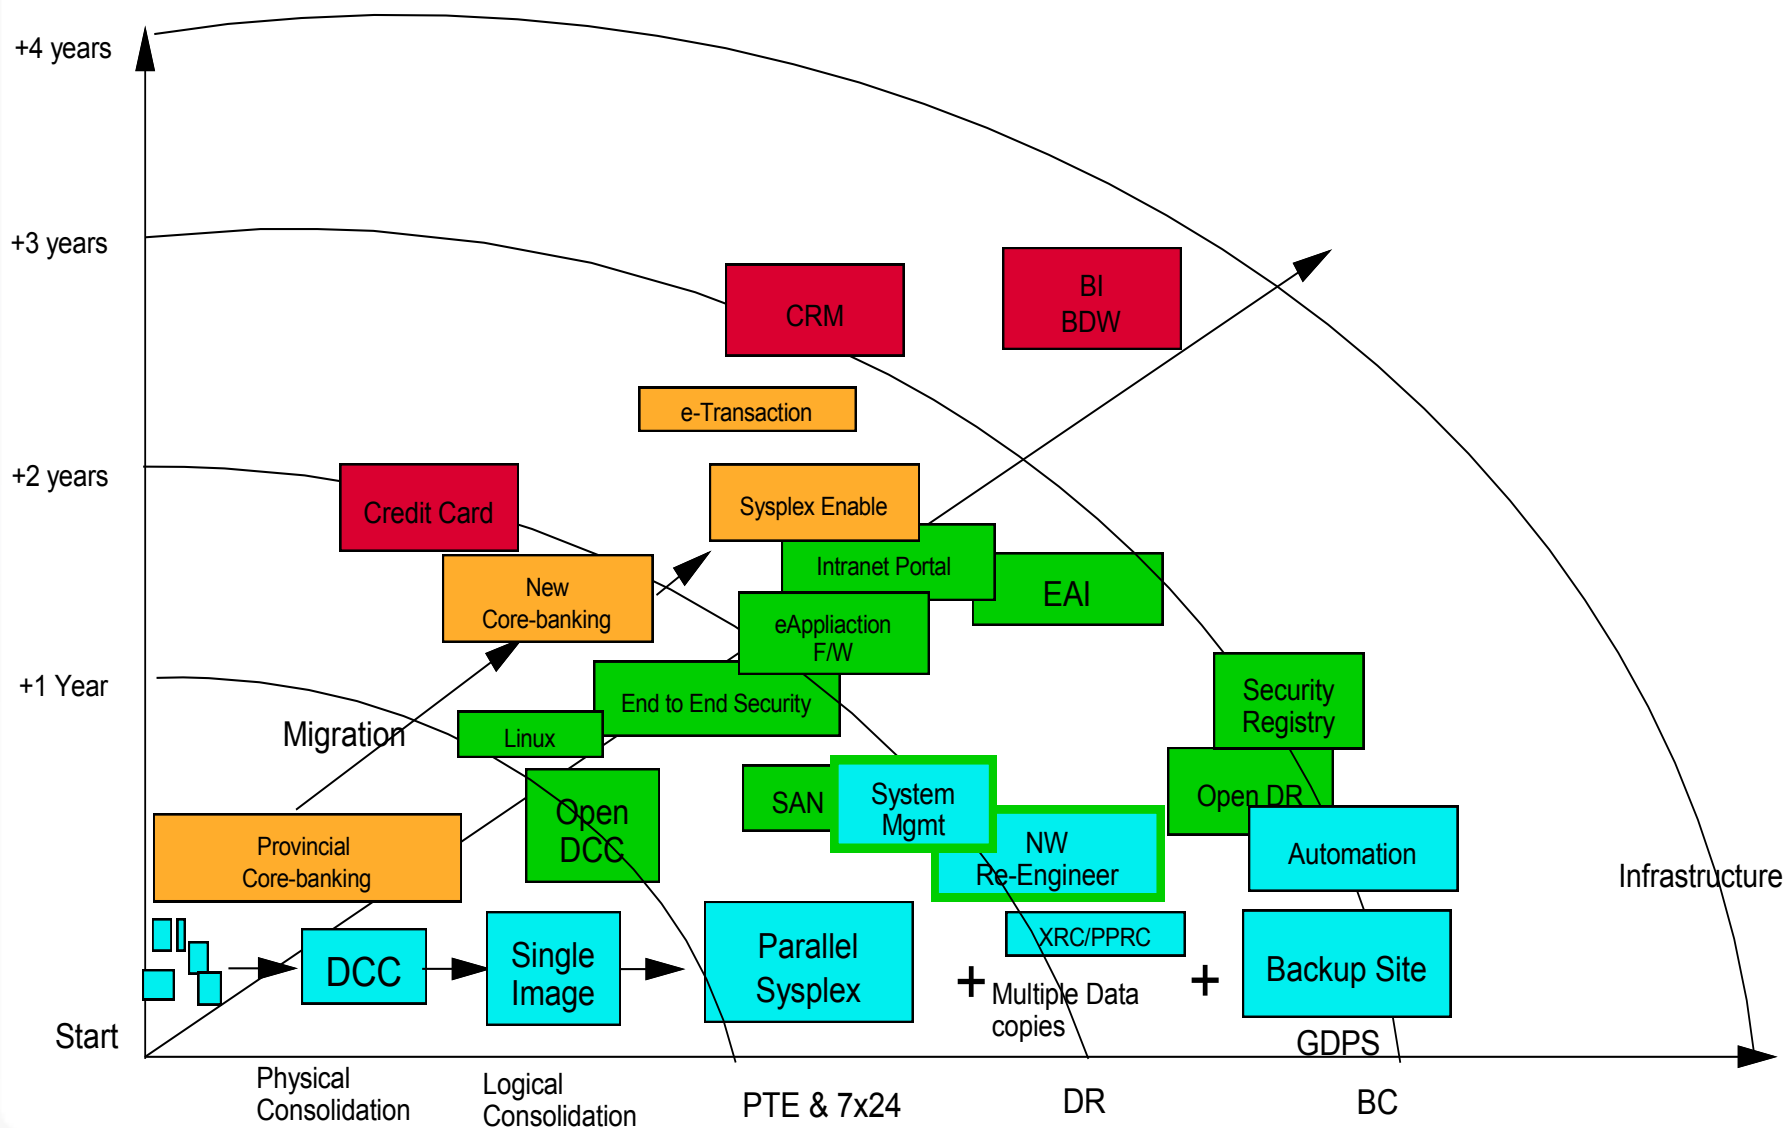 +4 years
+3 years
BI
BDW
CRM
e-Transaction
+2 years
Credit Card
Sysplex Enable
Intranet Portal
New
Core-banking
EAI
eAppliaction
F/W
+1 Year
End to End Security
Security
Registry
Migration
Linux
SAN
System
Mgmt
Open DR
Open
DCC
NW
Re-Engineer
Automation
Provincial
Core-banking
Infrastructure
DCC
Single
Image
Parallel
Sysplex
+
XRC/PPRC
Multiple Data
copies
+
Backup Site
GDPS
Start
Physical
Consolidation
Logical
Consolidation
PTE & 7x24
DR
BC